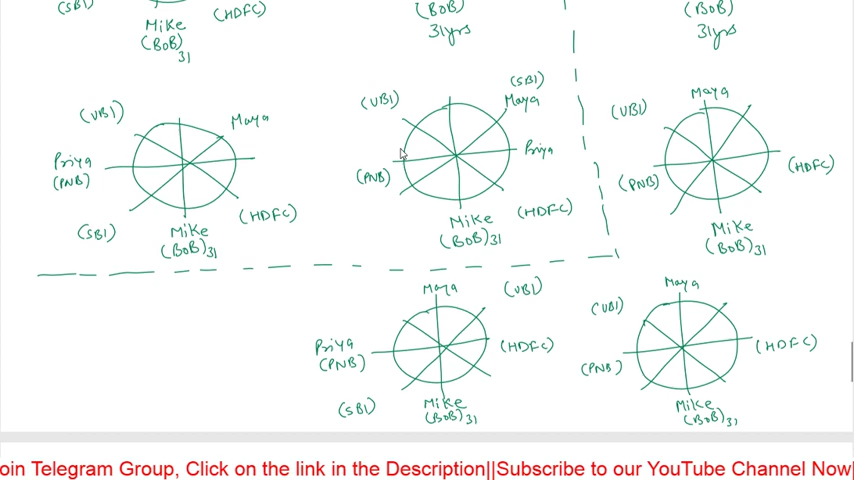 (SBI)
Mike
(BOB)
31
(HDFC)
(BOB)
31yrs
(BOB)
31yrs
(UBI)
Maya
Priya
(PNB)
(SBI)
Mike
(BOB) 31
(HDFC)
(UBI)
(SBI)
Maya
Priya
(PNB)
Mike
(BOB) 31
(HDFC)
Maya
(UBI)
(PNB)
(HDFC)
Mike
(BOB) 31
Maya
(UBI)
Priya
(PNB)
(HDFC)
(SBI)
Mike
(BOB) 31
Maya
(UBI)
(PNB)
(HDFC)
Mike
(BOB) 31
oin Telegram Group, Click on the link in the Description||Subscribe to our YouTube Channel Now